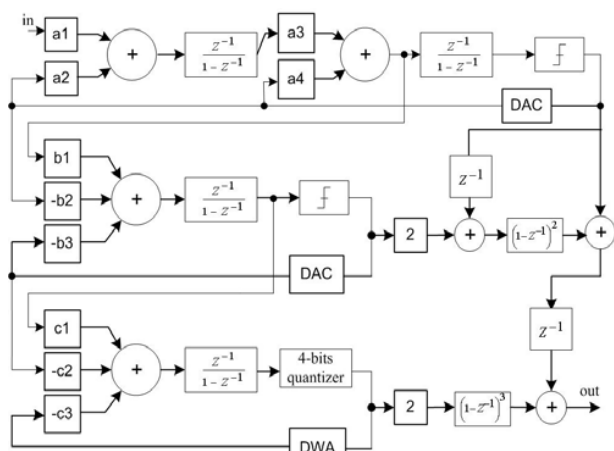 in
a1
a2
+
z⁻¹
1 - z⁻¹
a3
a4
+
z⁻¹
1 - z⁻¹
DAC
b1
-b2
-b3
+
z⁻¹
1 - z⁻¹
DAC
2
z⁻¹
+
(1-z⁻¹)²
+
c1
-c2
-c3
+
z⁻¹
1 - z⁻¹
4-bits
quantizer
DWA
2
(1-z⁻¹)³
z⁻¹
+
out